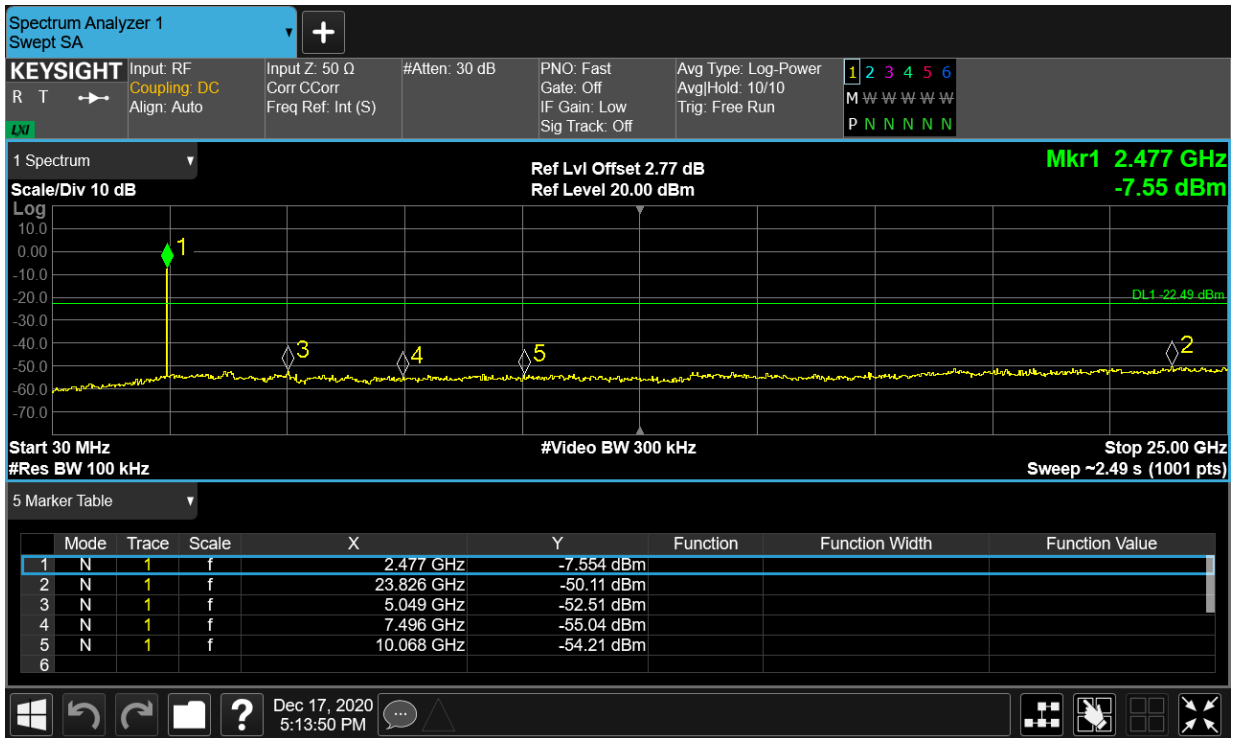 Spectrum Analyzer 1
Swept SA
KEYSIGHT
R T
LXI
Input: RF
Coupling: DC
Align: Auto
Input Z: 50 Ω
Corr CCorr
Freq Ref: Int (S)
#Atten: 30 dB
PNO: Fast
Gate: Off
IF Gain: Low
Sig Track: Off
Avg Type: Log-Power
Avg|Hold: 10/10
Trig: Free Run
1 2 3 4 5 6
M W W W W W
P N N N N N
1 Spectrum
Scale/Div 10 dB
Ref Lvl Offset 2.77 dB
Ref Level 20.00 dBm
Mkr1 2.477 GHz
-7.55 dBm
Log
10.0
0.00
-10.0
-20.0
-30.0
-40.0
-50.0
-60.0
-70.0
1
3
4
5
2
DL1 -22.49 dBm
Start 30 MHz
#Res BW 100 kHz
#Video BW 300 kHz
Stop 25.00 GHz
Sweep ~2.49 s (1001 pts)
5 Marker Table
Mode Trace Scale X Y Function Function Width Function Value
1 N 1 f 2.477 GHz -7.554 dBm
2 N 1 f 23.826 GHz -50.11 dBm
3 N 1 f 5.049 GHz -52.51 dBm
4 N 1 f 7.496 GHz -55.04 dBm
5 N 1 f 10.068 GHz -54.21 dBm
6
?
Dec 17, 2020
5:13:50 PM